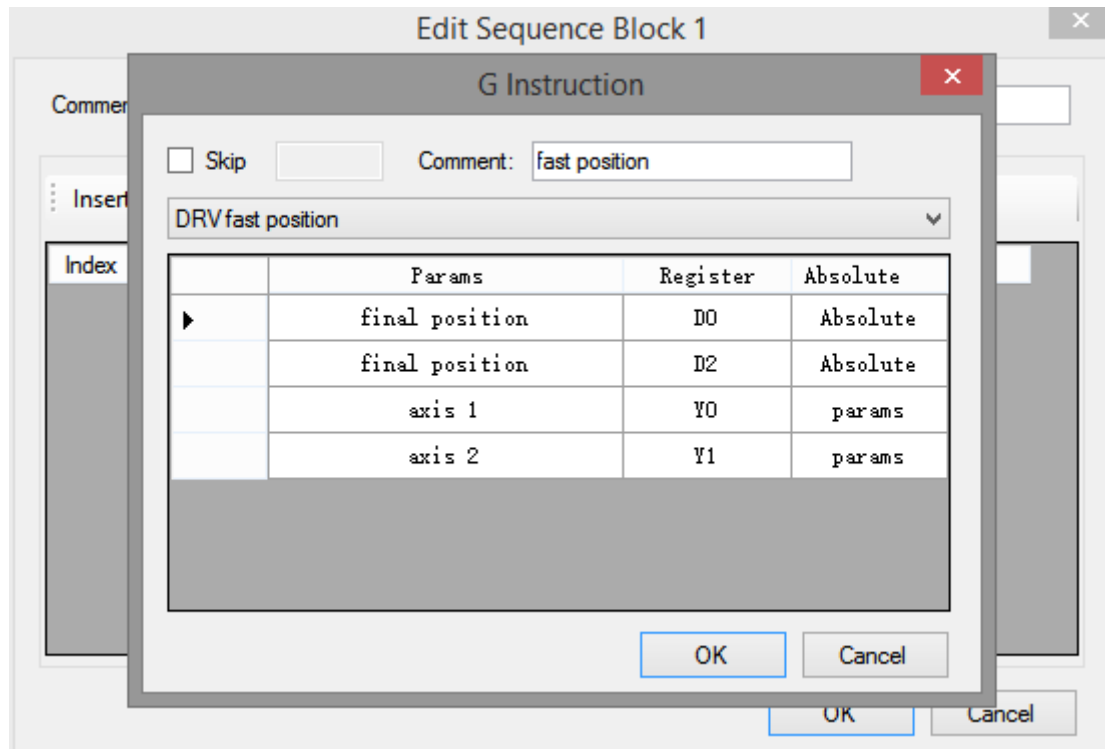 Edit Sequence Block 1
G Instruction
Commen
Skip
Comment: fast position
Insert
DRV fast position
Index
Params Register Absolute
final position D0 Absolute
final position D2 Absolute
axis 1 Y0 params
axis 2 Y1 params
OK Cancel
OK Cancel